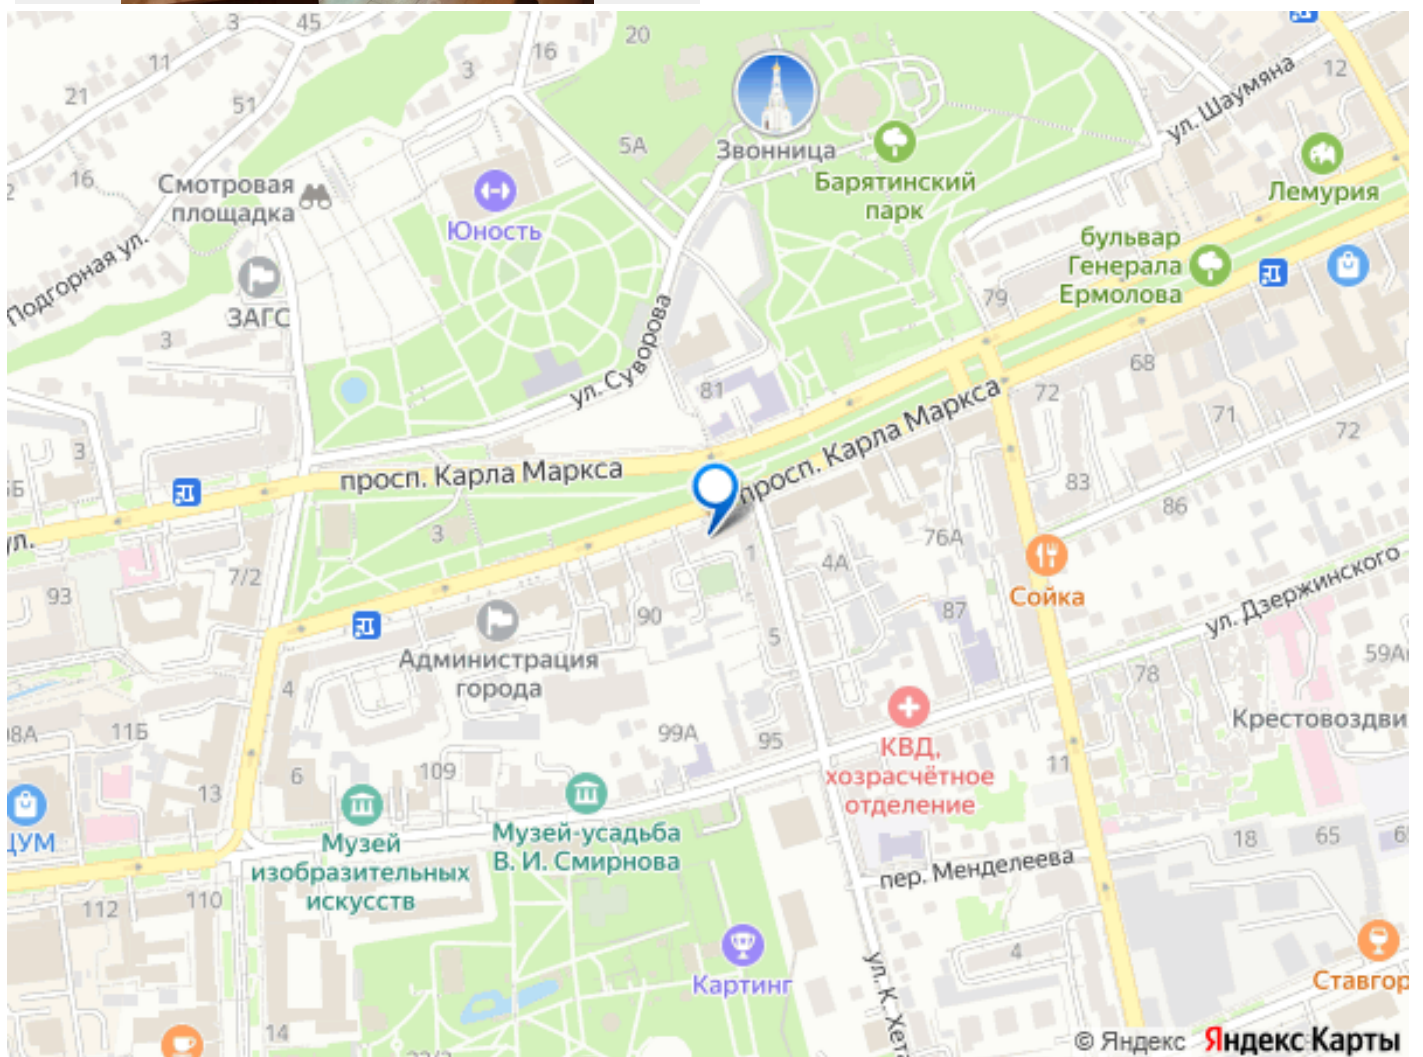 3
45
16
20
11
3
21
51
5А
12
ул. Шаумяна
Звонница
16
Смотровая
площадка
Юность
Барятинский
парк
Лемурия
бульвар
Генерала
Ермолова
Подгорная ул.
ЗАГС
79
3
ул. Суворова
81
68
72
71
72
3
просп. Карла Маркса
просп. Карла Маркса
83
86
3
76А
1
4А
7/2
93
Сойка
ул. Дзержинского
90
87
5
59А
Администрация
города
4
78
Крестовоздви
11Б
99А
95
КВД,
хозрасчётное
отделение
11
109
6
13
ЦУМ
Музей
изобразительных
искусств
Музей-усадьба
В. И. Смирнова
18
65
пер. Менделеева
112
110
Картинг
4
ул. К. Хета
Ставгор
14
© Яндекс Яндекс Карты